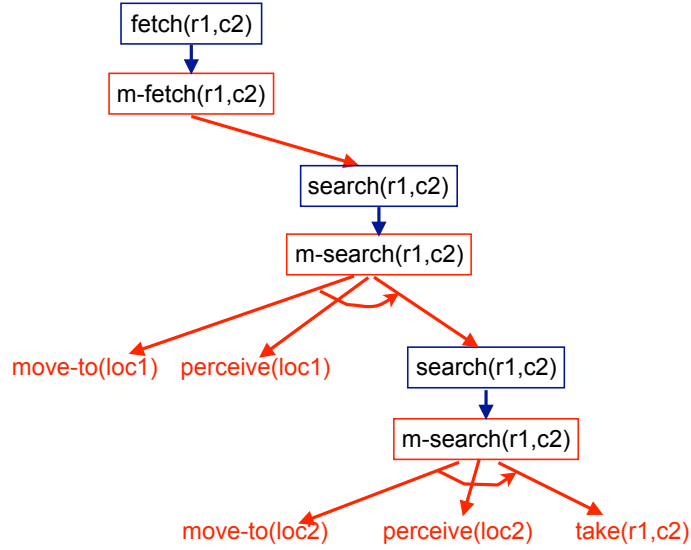 fetch(r1,c2)
m-fetch(r1,c2)
search(r1,c2)
m-search(r1,c2)
move-to(loc1) perceive(loc1)
search(r1,c2)
m-search(r1,c2)
move-to(loc2) perceive(loc2) take(r1,c2)